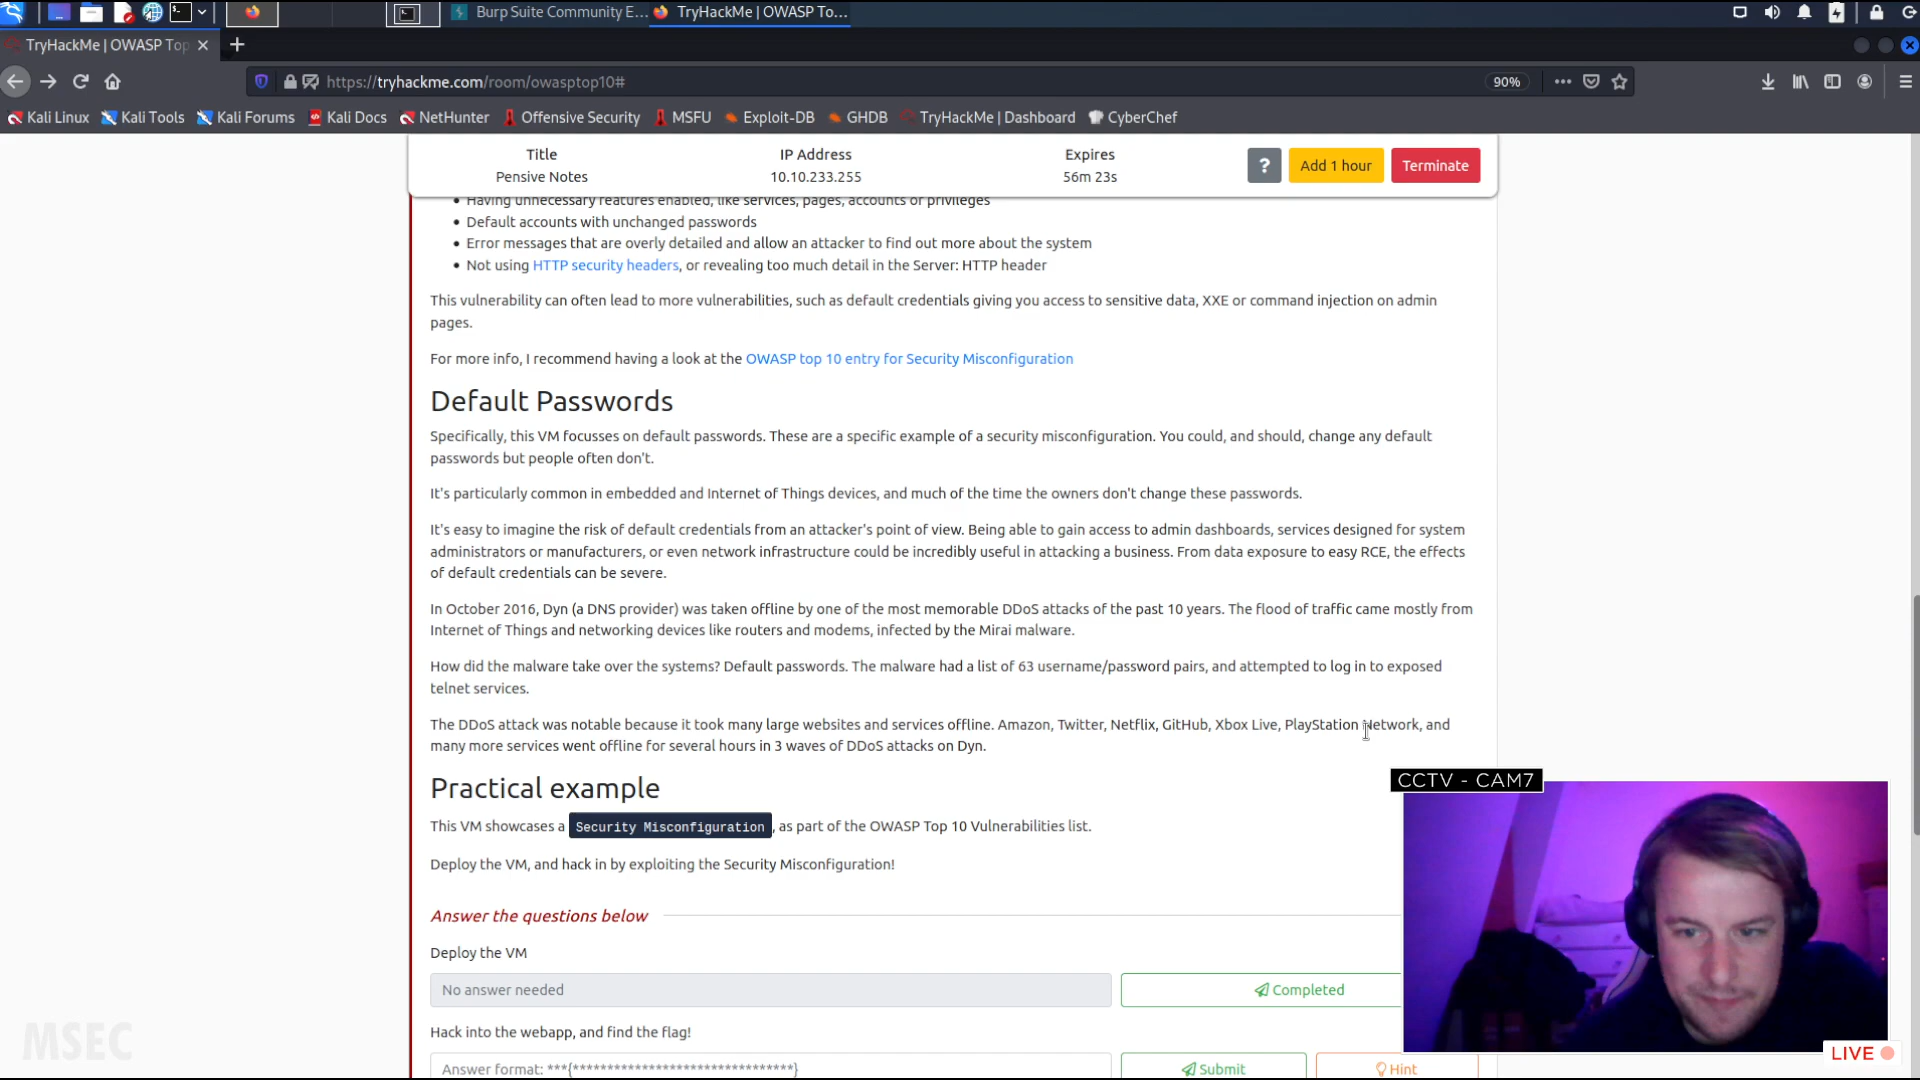 Burp Suite Community E...
TryHackMe | OWASP To...
TryHackMe | OWASP Top
https://tryhackme.com/room/owasptop10#
90%
Kali Linux
Kali Tools
Kali Forums
Kali Docs
NetHunter
Offensive Security
MSFU
Exploit-DB
GHDB
TryHackMe | Dashboard
CyberChef
Title
IP Address
Expires
Pensive Notes
10.10.233.255
56m 23s
?
Add 1 hour
Terminate
Having unnecessary features enabled, like services, pages, accounts or privileges
Default accounts with unchanged passwords
Error messages that are overly detailed and allow an attacker to find out more about the system
Not using HTTP security headers, or revealing too much detail in the Server: HTTP header
This vulnerability can often lead to more vulnerabilities, such as default credentials giving you access to sensitive data, XXE or command injection on admin
pages.
For more info, I recommend having a look at the OWASP top 10 entry for Security Misconfiguration
Default Passwords
Specifically, this VM focusses on default passwords. These are a specific example of a security misconfiguration. You could, and should, change any default
passwords but people often don't.
It's particularly common in embedded and Internet of Things devices, and much of the time the owners don't change these passwords.
It's easy to imagine the risk of default credentials from an attacker's point of view. Being able to gain access to admin dashboards, services designed for system
administrators or manufacturers, or even network infrastructure could be incredibly useful in attacking a business. From data exposure to easy RCE, the effects
of default credentials can be severe.
In October 2016, Dyn (a DNS provider) was taken offline by one of the most memorable DDoS attacks of the past 10 years. The flood of traffic came mostly from
Internet of Things and networking devices like routers and modems, infected by the Mirai malware.
How did the malware take over the systems? Default passwords. The malware had a list of 63 username/password pairs, and attempted to log in to exposed
telnet services.
The DDoS attack was notable because it took many large websites and services offline. Amazon, Twitter, Netflix, GitHub, Xbox Live, PlayStation Network, and
many more services went offline for several hours in 3 waves of DDoS attacks on Dyn.
Practical example
This VM showcases a Security Misconfiguration, as part of the OWASP Top 10 Vulnerabilities list.
Deploy the VM, and hack in by exploiting the Security Misconfiguration!
Answer the questions below
Deploy the VM
No answer needed
Completed
Hack into the webapp, and find the flag!
Answer format: ***{********************************}
Submit
Hint
CCTV - CAM7
LIVE
MSEC